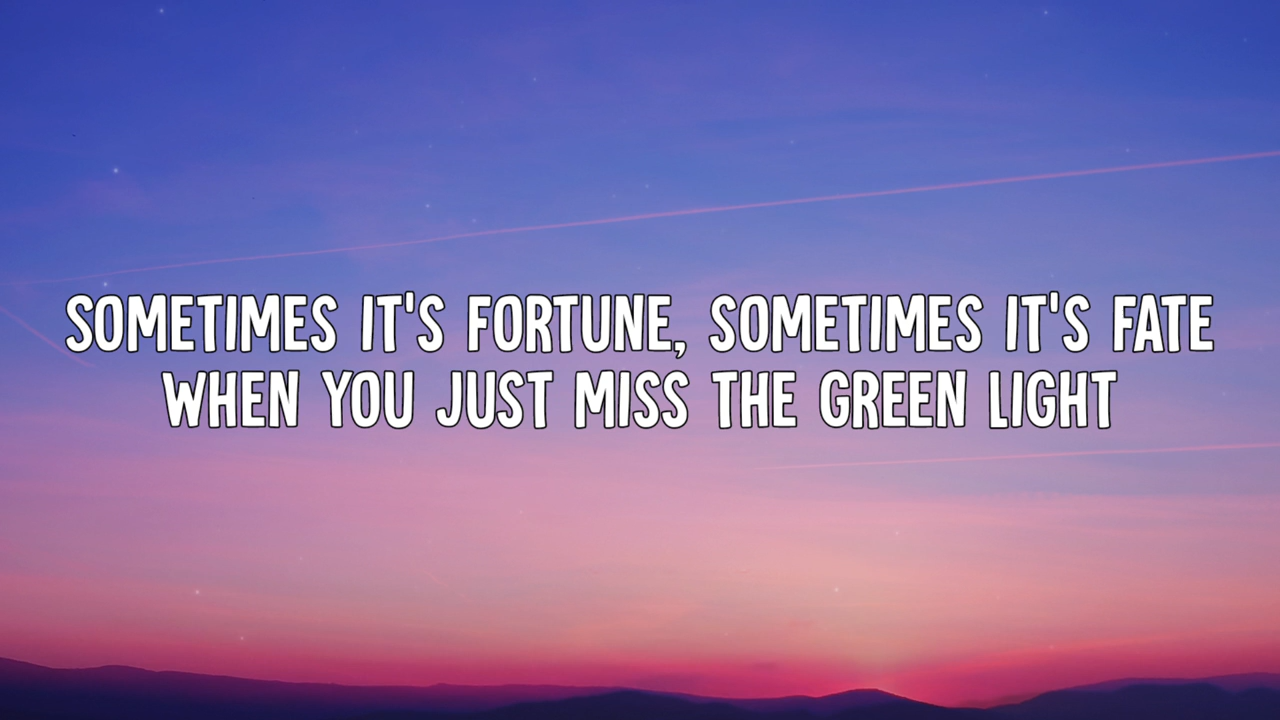 SOMETIMES IT'S FORTUNE, SOMETIMES IT'S FATE
WHEN YOU JUST MISS THE GREEN LIGHT